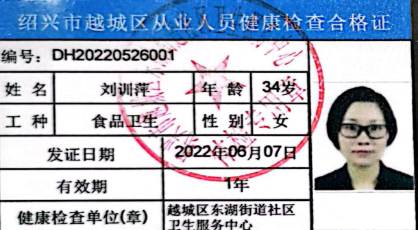 绍兴市越城区从业人员健康检查合格证
编号：DH20220526001
姓 名 刘训萍 年 龄 34岁
工 种 食品卫生 性 别 女
发证日期 2022年06月07日
有效期 1年
健康检查单位(章) 越城区东湖街道社区
卫生服务中心